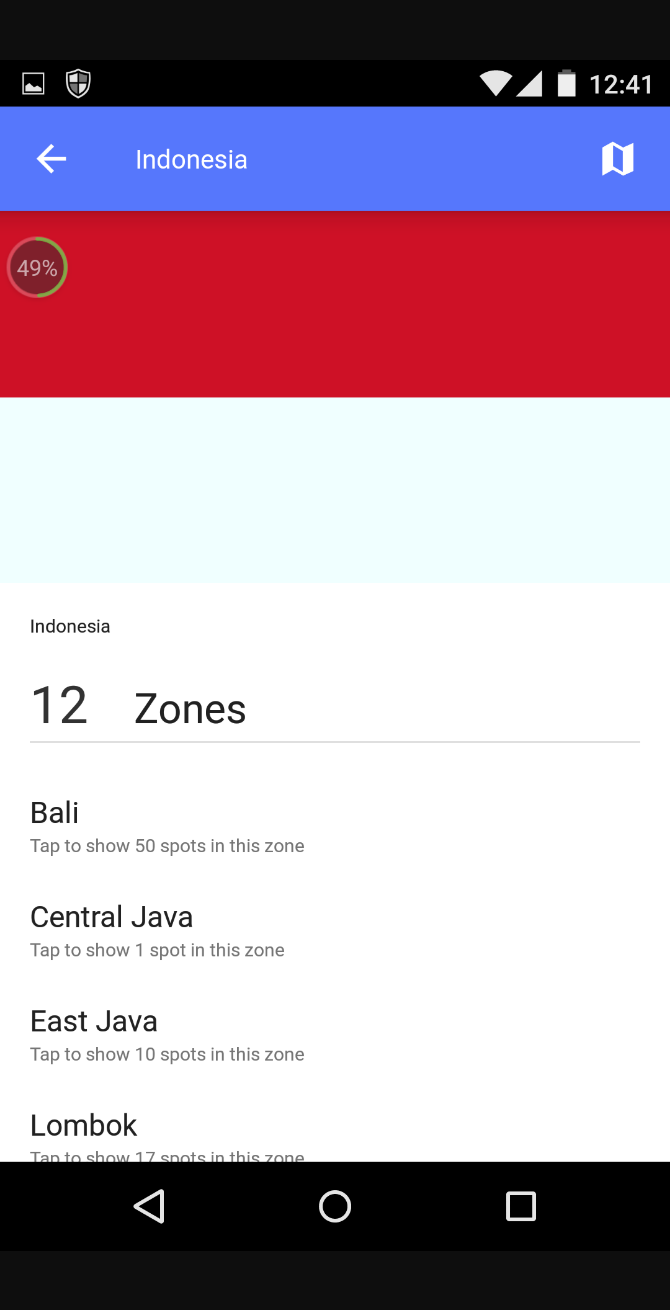 12:41
Indonesia
49%
Indonesia
12 Zones
Bali
Tap to show 50 spots in this zone
Central Java
Tap to show 1 spot in this zone
East Java
Tap to show 10 spots in this zone
Lombok
Tap to show 17 spots in this zone